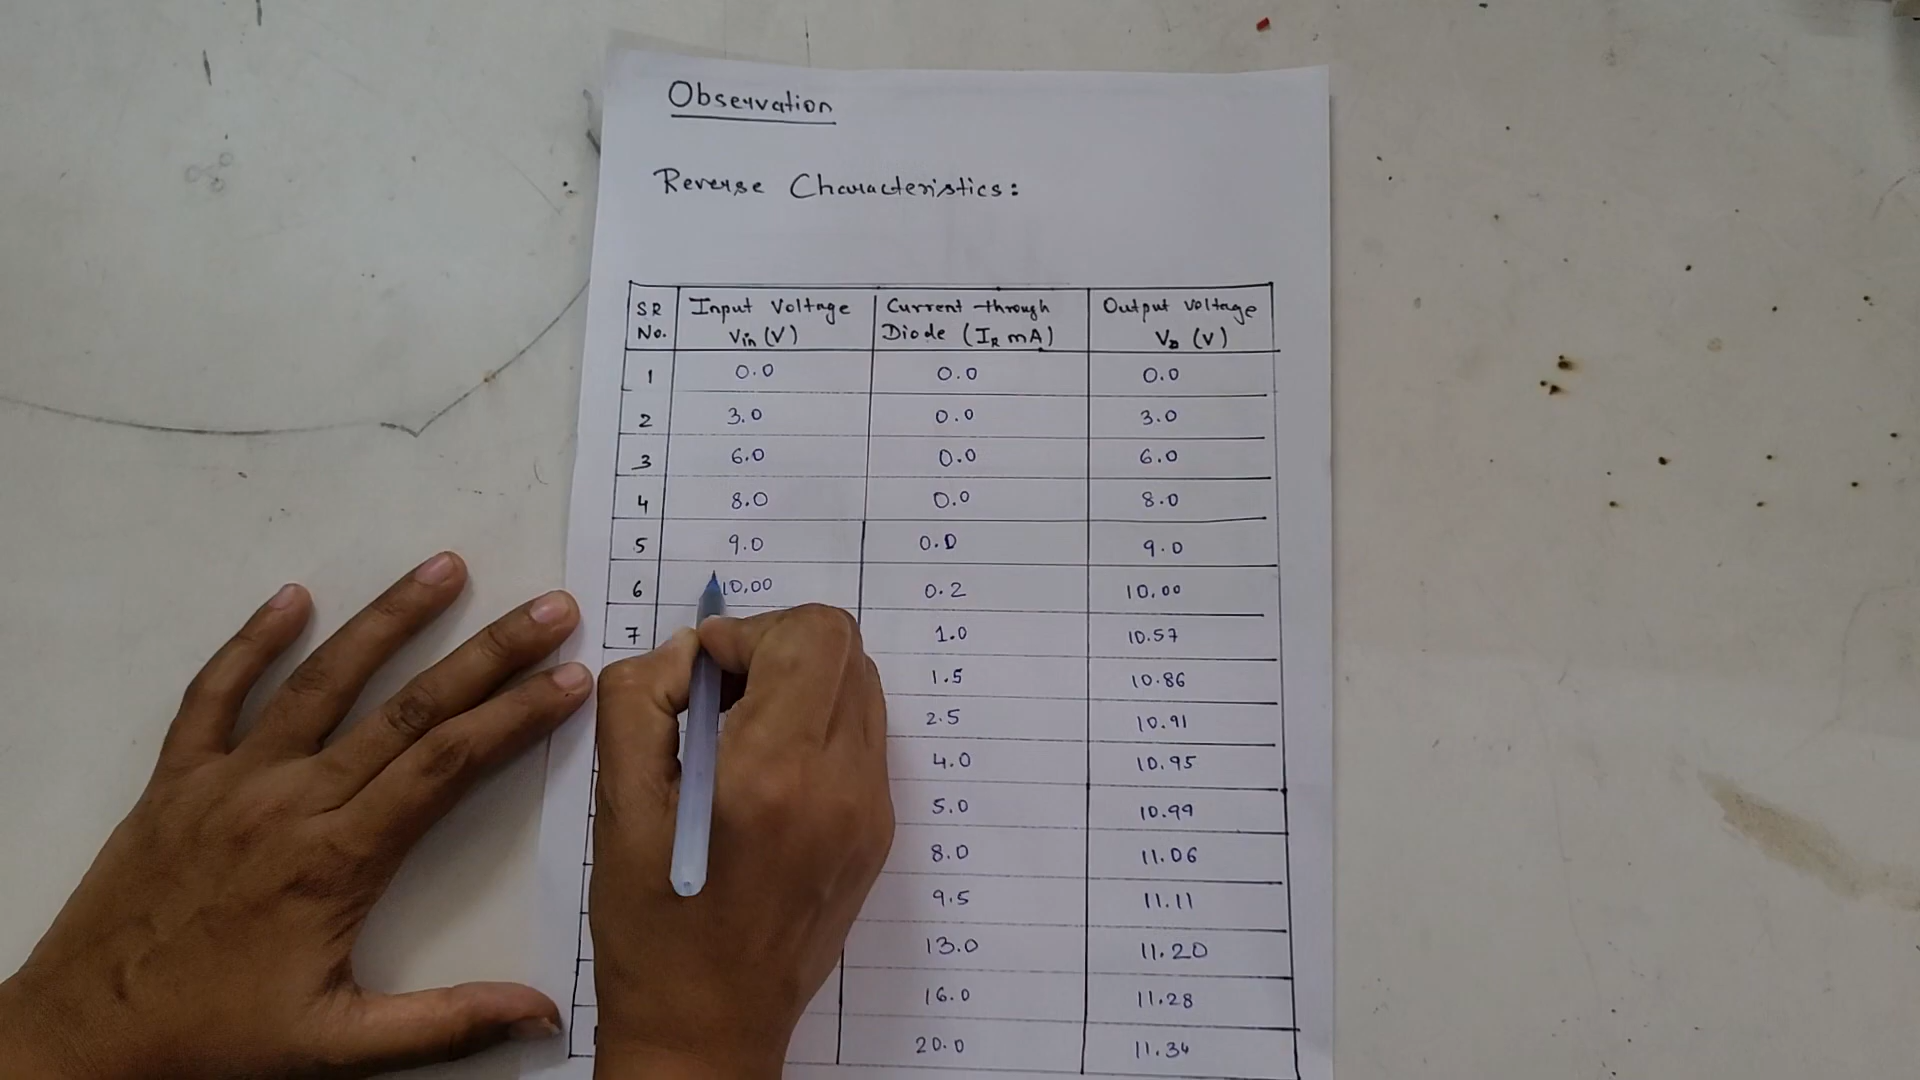 Observation
Reverse Characteristics:
SR No. Input Voltage Vin (V) Current through Diode (IR mA) Output voltage VD (V)
1 0.0 0.0 0.0
2 3.0 0.0 3.0
3 6.0 0.0 6.0
4 8.0 0.0 8.0
5 9.0 0.0 9.0
6 10.00 0.2 10.00
7 1.0 10.57
1.5 10.86
2.5 10.91
4.0 10.95
5.0 10.99
8.0 11.06
9.5 11.11
13.0 11.20
16.0 11.28
20.0 11.34